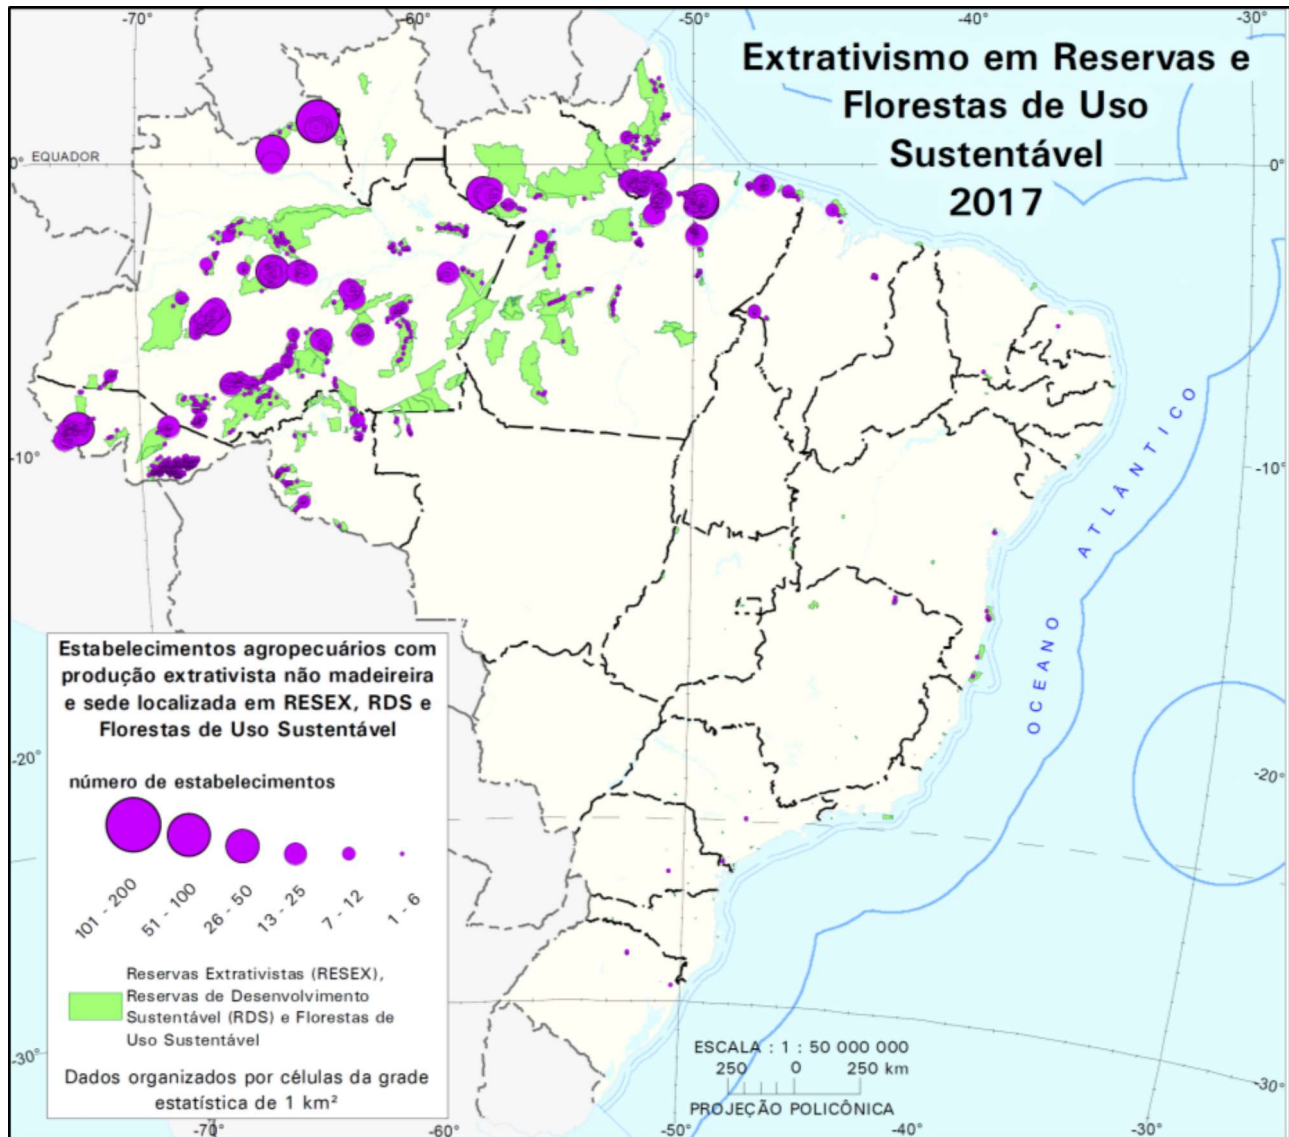 -70°
-60°
-50°
-40°
-30°
Extrativismo em Reservas e
Florestas de Uso
Sustentável
2017
0°
EQUADOR
0°
-10°
-10°
OCEANO ATLÂNTICO
Estabelecimentos agropecuários com
produção extrativista não madeireira
e sede localizada em RESEX, RDS e
Florestas de Uso Sustentável
número de estabelecimentos
101 - 200
51 - 100
26 - 50
13 - 25
7 - 12
1 - 6
Reservas Extrativistas (RESEX),
Reservas de Desenvolvimento
Sustentável (RDS) e Florestas de
Uso Sustentável
Dados organizados por células da grade
estatística de 1 km²
-20°
-20°
-30°
-30°
ESCALA : 1 : 50 000 000
250 0 250 km
PROJEÇÃO POLICÔNICA
-70°
-60°
-50°
-40°
-30°